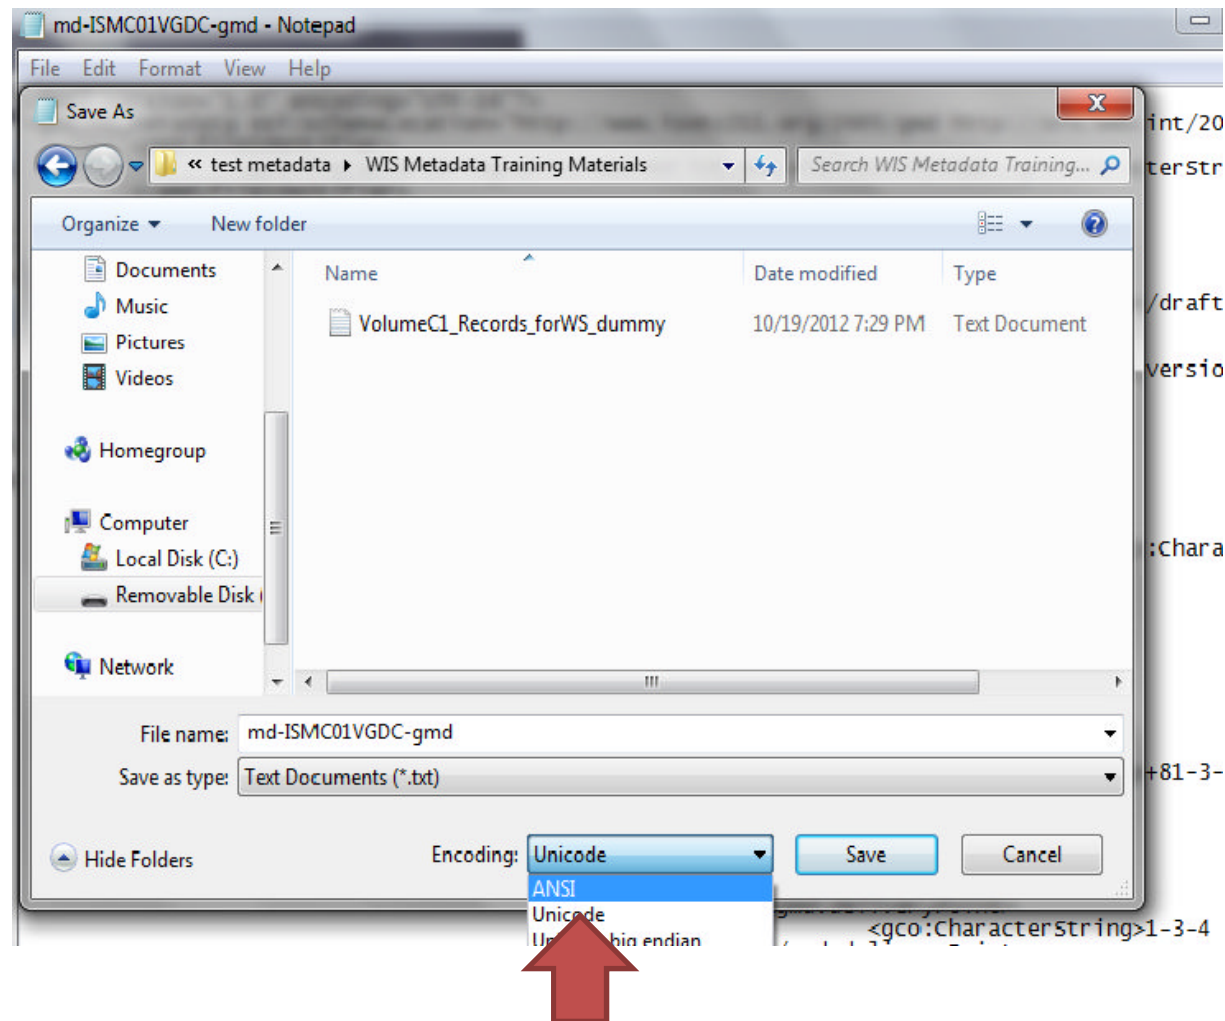 md-ISMC01VGDC-gmd - Notepad
File Edit Format View Help
Save As
X
int/20
« test metadata ▸ WIS Metadata Training Materials
Search WIS Metadata Training...
terStr
Organize
New folder
Documents
Music
Pictures
Videos
Homegroup
Computer
Local Disk (C:)
Removable Disk (
Network
Name
Date modified
Type
VolumeC1_Records_forWS_dummy
10/19/2012 7:29 PM
Text Document
/draft
versio
:Chara
File name: md-ISMC01VGDC-gmd
Save as type: Text Documents (*.txt)
+81-3-
Hide Folders
Encoding: Unicode
Save
Cancel
ANSI
Unicode
big endian
<gco:CharacterString>1-3-4